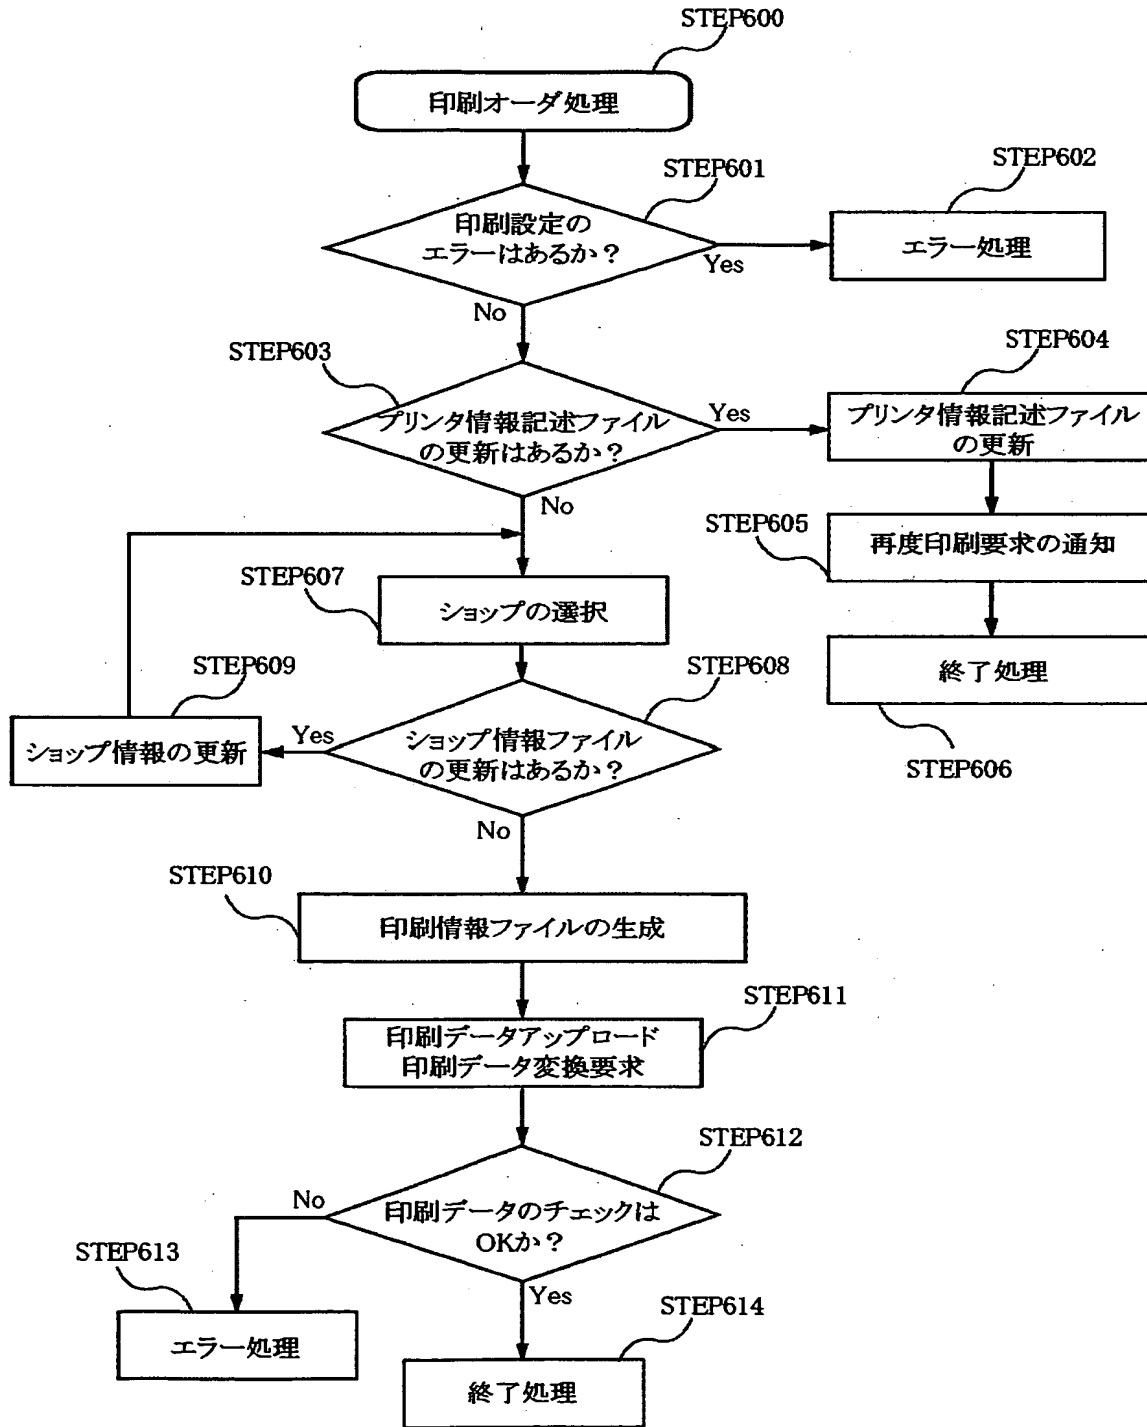 STEP600
印刷オーダ処理
STEP601
印刷設定の
エラーはあるか？
Yes
No
STEP602
エラー処理
STEP603
プリンタ情報記述ファイル
の更新はあるか？
Yes
No
STEP604
プリンタ情報記述ファイル
の更新
STEP605
再度印刷要求の通知
終了処理
STEP606
STEP607
ショップの選択
STEP608
ショップ情報ファイル
の更新はあるか？
Yes
No
STEP609
ショップ情報の更新
STEP610
印刷情報ファイルの生成
STEP611
印刷データアップロード
印刷データ変換要求
STEP612
印刷データのチェックは
OKか？
No
Yes
STEP613
エラー処理
STEP614
終了処理